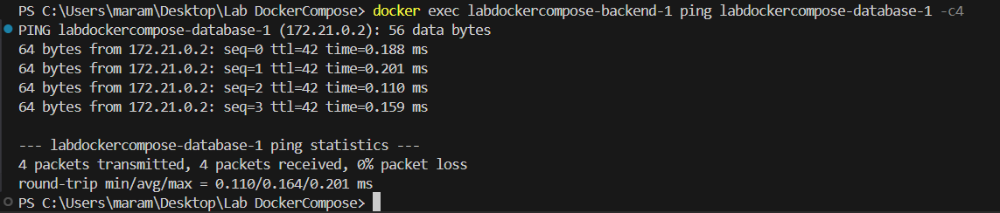 PS C:\Users\maram\Desktop\Lab DockerCompose> docker exec labdockercompose-backend-1 ping labdockercompose-database-1 -c4
PING labdockercompose-database-1 (172.21.0.2): 56 data bytes
64 bytes from 172.21.0.2: seq=0 ttl=42 time=0.188 ms
64 bytes from 172.21.0.2: seq=1 ttl=42 time=0.201 ms
64 bytes from 172.21.0.2: seq=2 ttl=42 time=0.110 ms
64 bytes from 172.21.0.2: seq=3 ttl=42 time=0.159 ms
--- labdockercompose-database-1 ping statistics ---
4 packets transmitted, 4 packets received, 0% packet loss
round-trip min/avg/max = 0.110/0.164/0.201 ms
PS C:\Users\maram\Desktop\Lab DockerCompose>